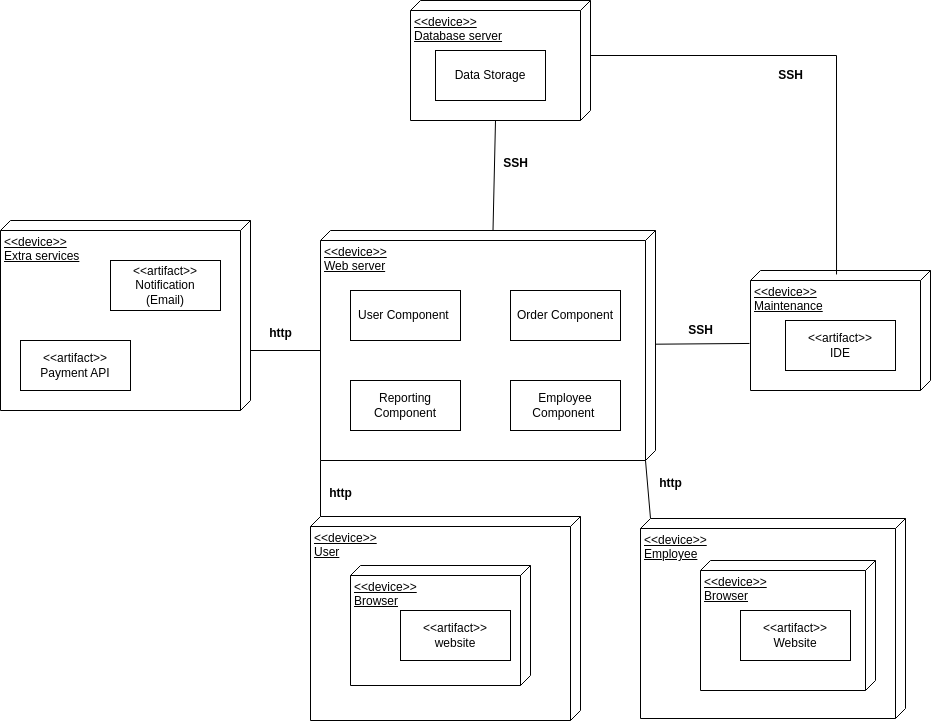 <<device>>
Database server
Data Storage
SSH
SSH
<<device>>
Extra services
<<artifact>>
Notification
(Email)
<<artifact>>
Payment API
http
<<device>>
Web server
User Component
Order Component
Reporting
Component
Employee
Component
SSH
<<device>>
Maintenance
<<artifact>>
IDE
http
http
<<device>>
User
<<device>>
Browser
<<artifact>>
website
<<device>>
Employee
<<device>>
Browser
<<artifact>>
Website